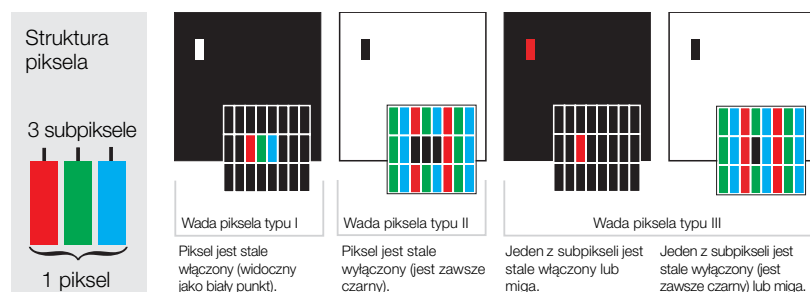 Struktura
piksela
3 subpiksele
1 piksel
Wada piksela typu I
Piksel jest stale
włączony (widoczny
jako biały punkt).
Wada piksela typu II
Piksel jest stale
wyłączony (jest zawsze
czarny).
Wada piksela typu III
Jeden z subpikseli jest
stale włączony lub
miga.
Jeden z subpikseli jest
stale wyłączony (jest
zawsze czarny) lub miga.